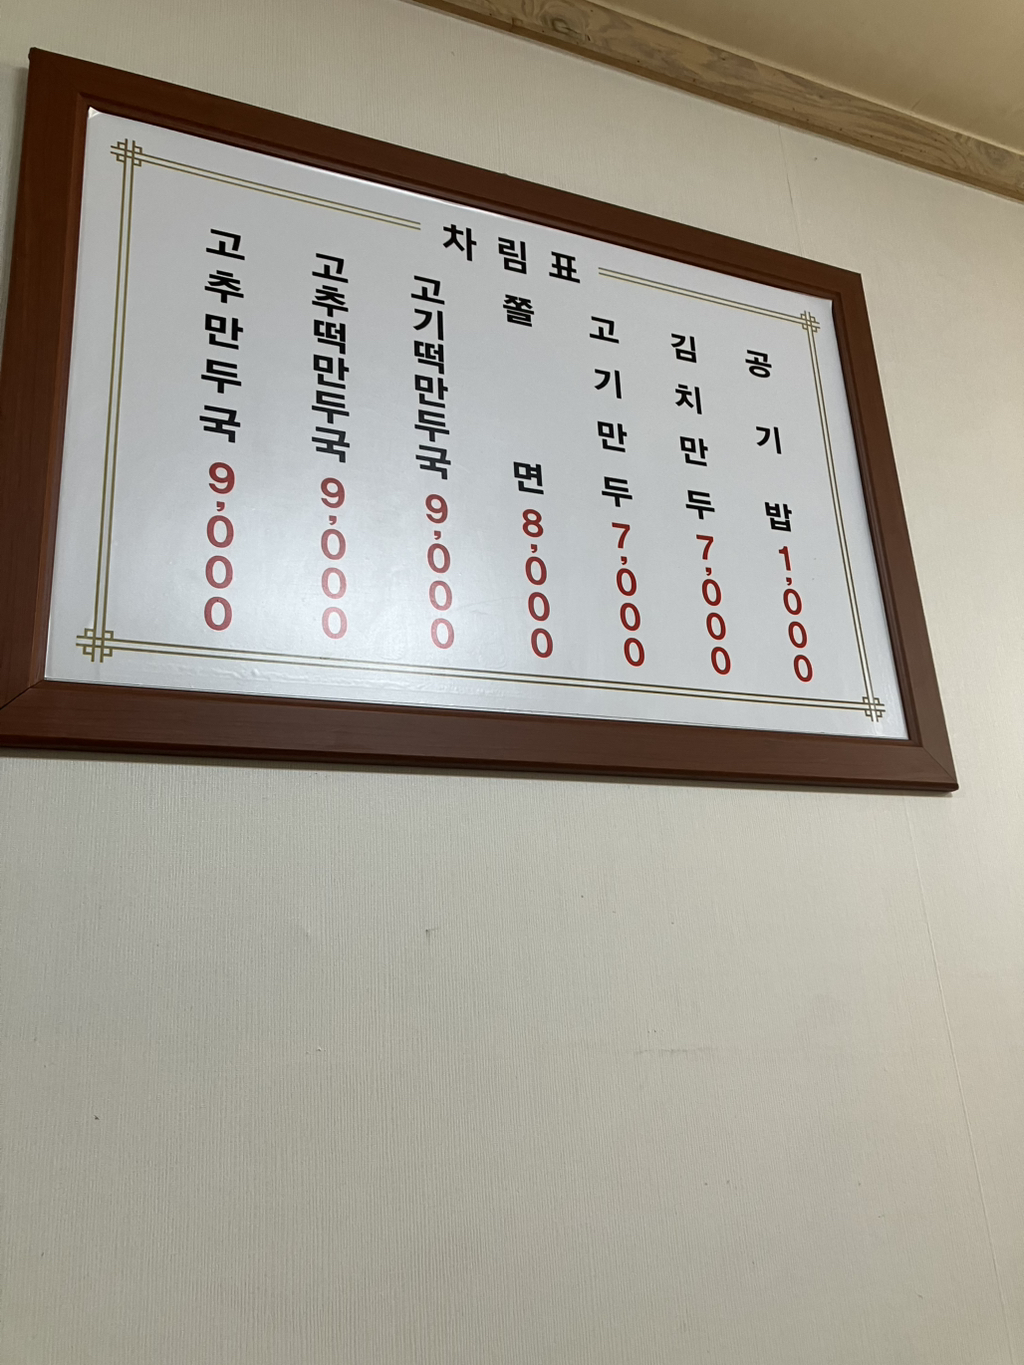 차림표
고추만두국 9,000
고추떡만두국 9,000
고기떡만두국 9,000
쫄면 8,000
고기만두 7,000
김치만두 7,000
공기밥 1,000